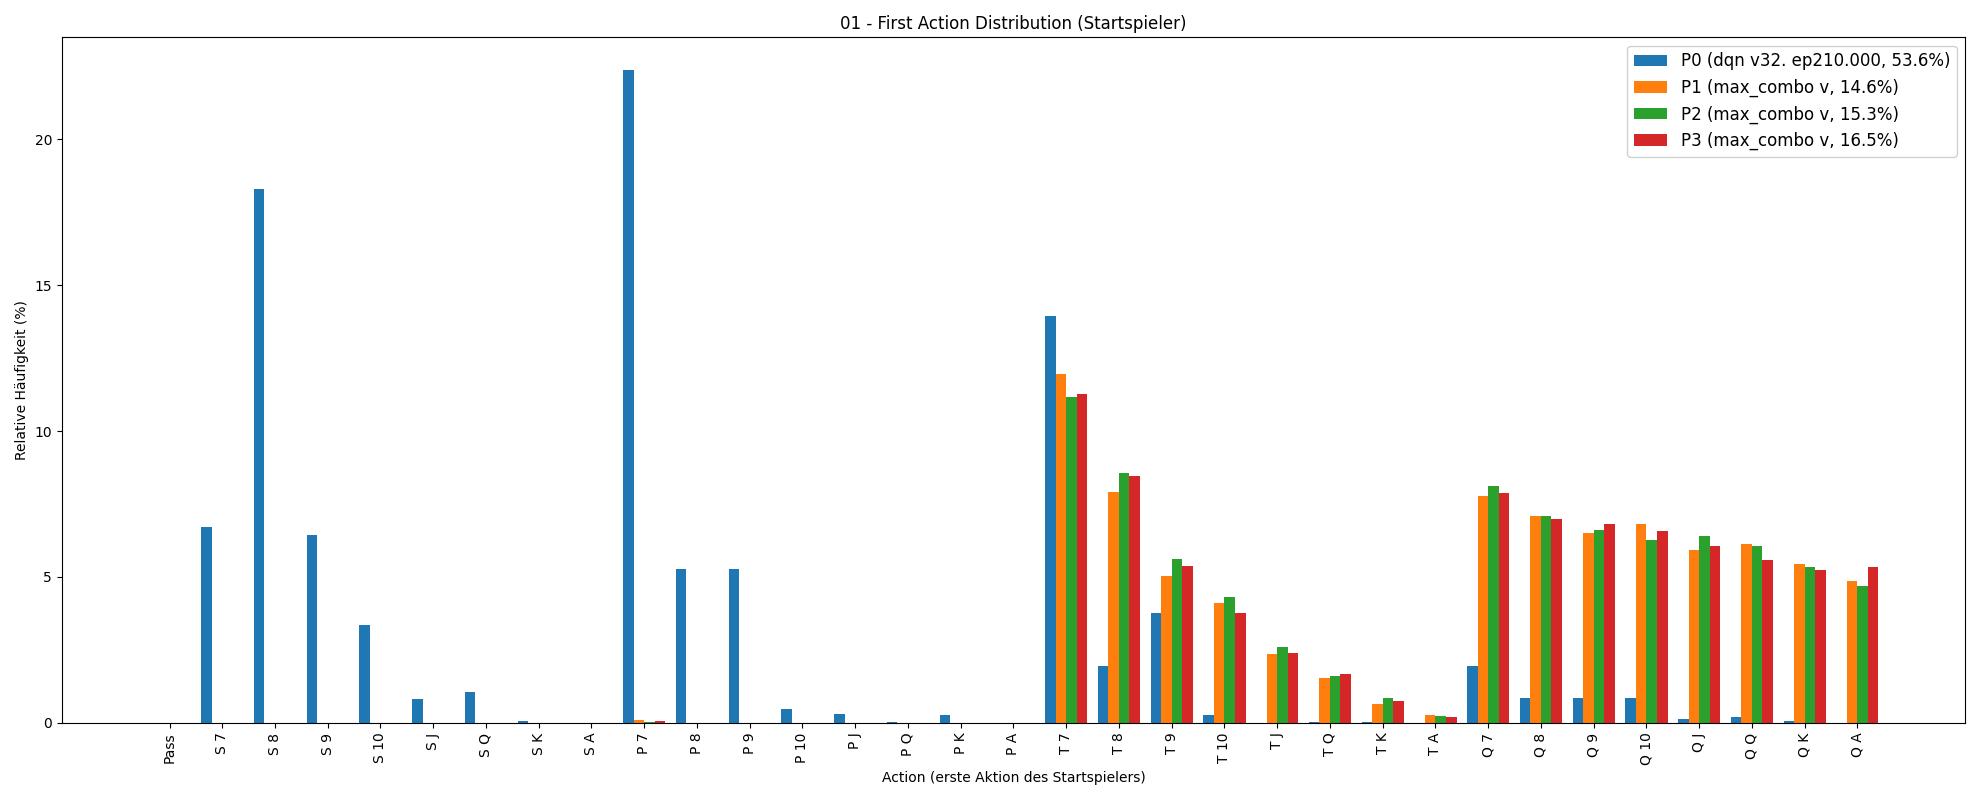 01 - First Action Distribution (Startspieler)
P0 (dqn v32. ep210.000, 53.6%)
P1 (max_combo v, 14.6%)
P2 (max_combo v, 15.3%)
P3 (max_combo v, 16.5%)
Relative Häufigkeit (%)
20
15
10
5
0
Pass
S 7
S 8
S 9
S 10
S J
S Q
S K
S A
P 7
P 8
P 9
P 10
P J
P Q
P K
P A
T 7
T 8
T 9
T 10
T J
T Q
T K
T A
Q 7
Q 8
Q 9
Q 10
Q J
Q Q
Q K
Q A
Action (erste Aktion des Startspielers)